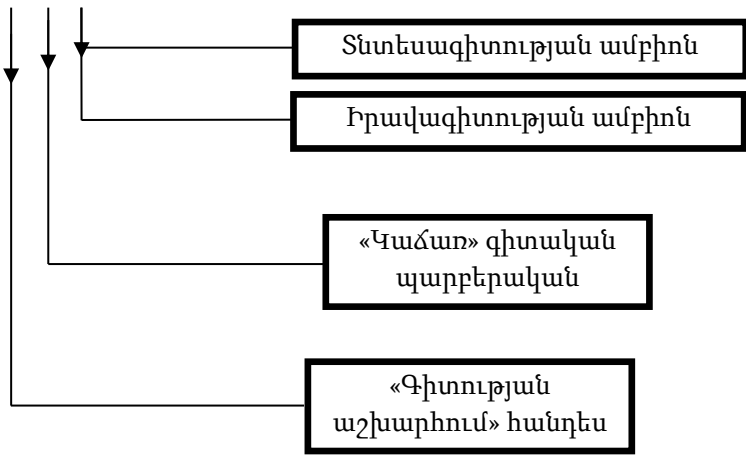 Տնտեսագիտության ամբիոն
Իրավագիտության ամբիոն
«Կաճառ» գիտական
պարբերական
«Գիտության
աշխարհում» հանդես